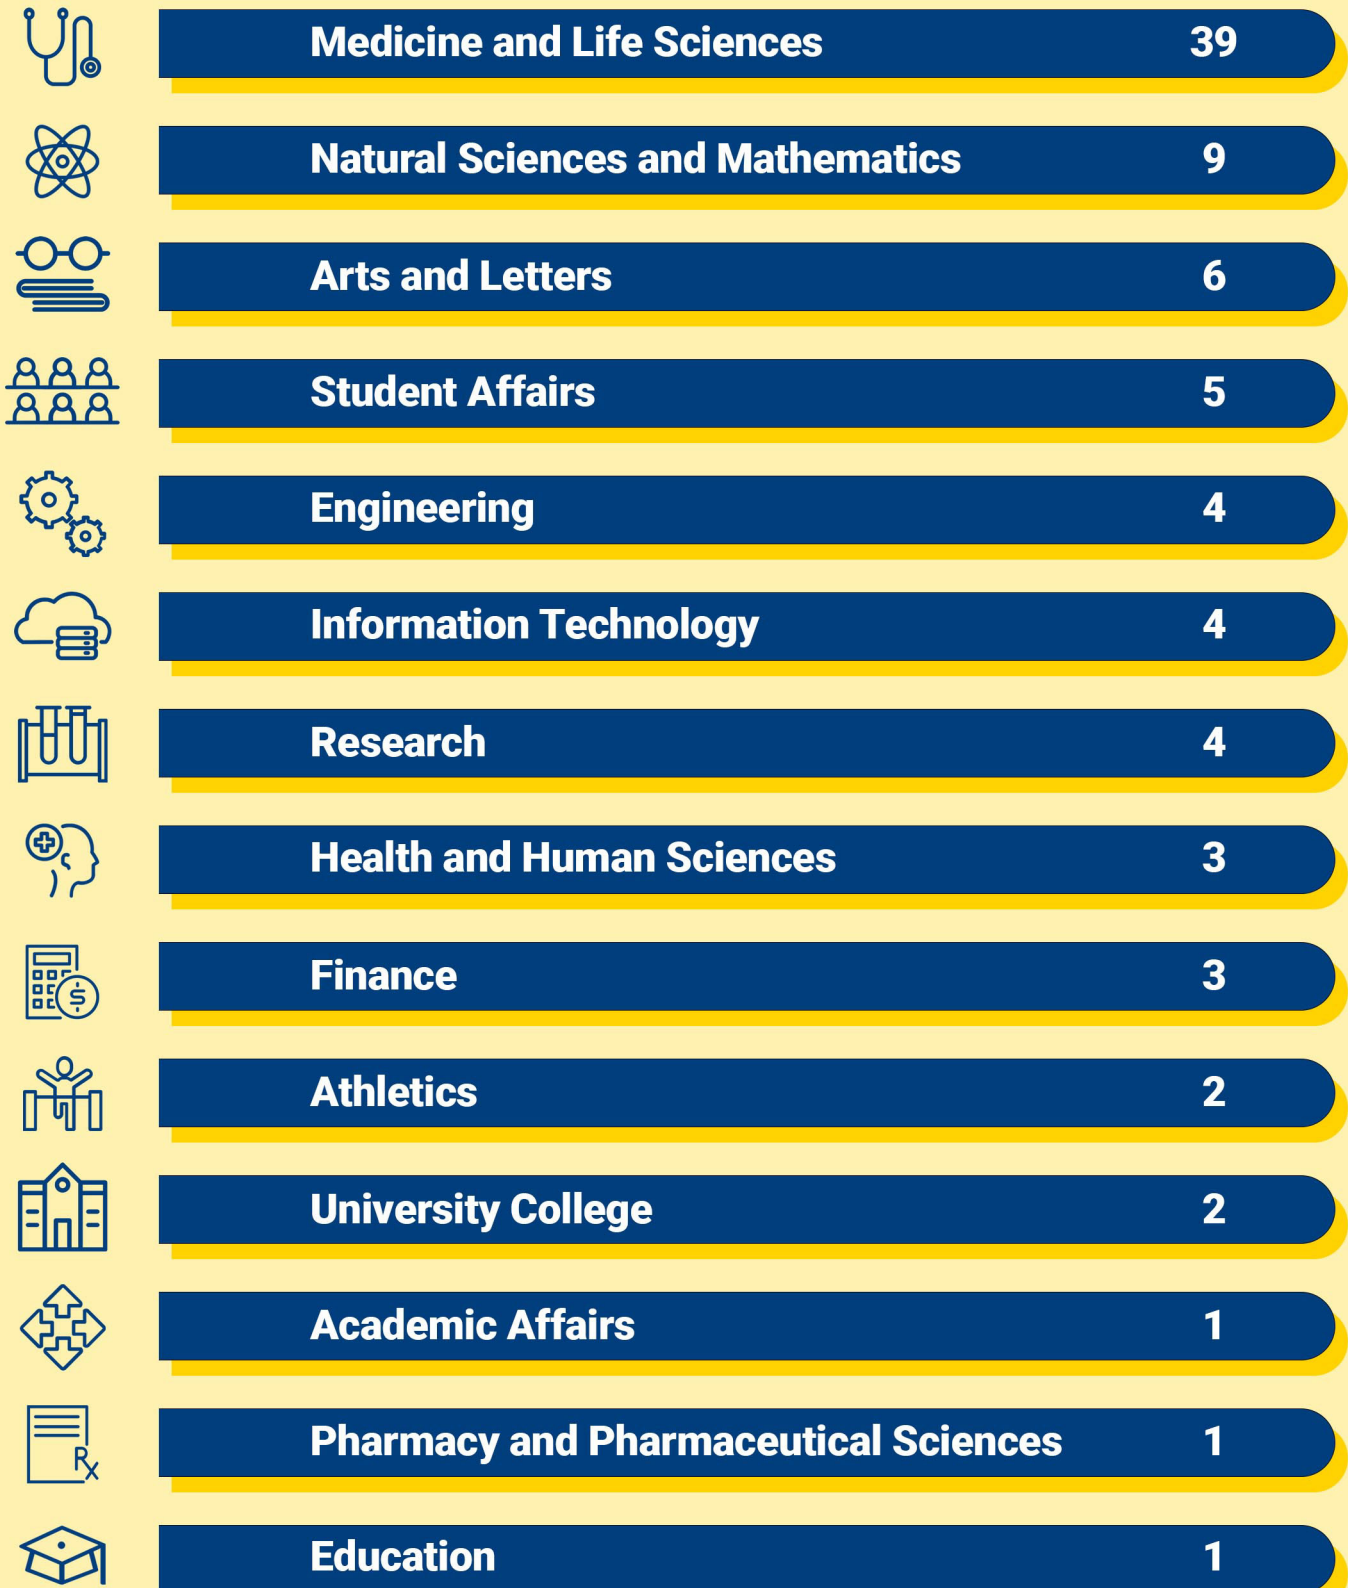 Medicine and Life Sciences 39
Natural Sciences and Mathematics 9
Arts and Letters 6
Student Affairs 5
Engineering 4
Information Technology 4
Research 4
Health and Human Sciences 3
Finance 3
$
Athletics 2
University College 2
Academic Affairs 1
Pharmacy and Pharmaceutical Sciences 1
Rx
Education 1